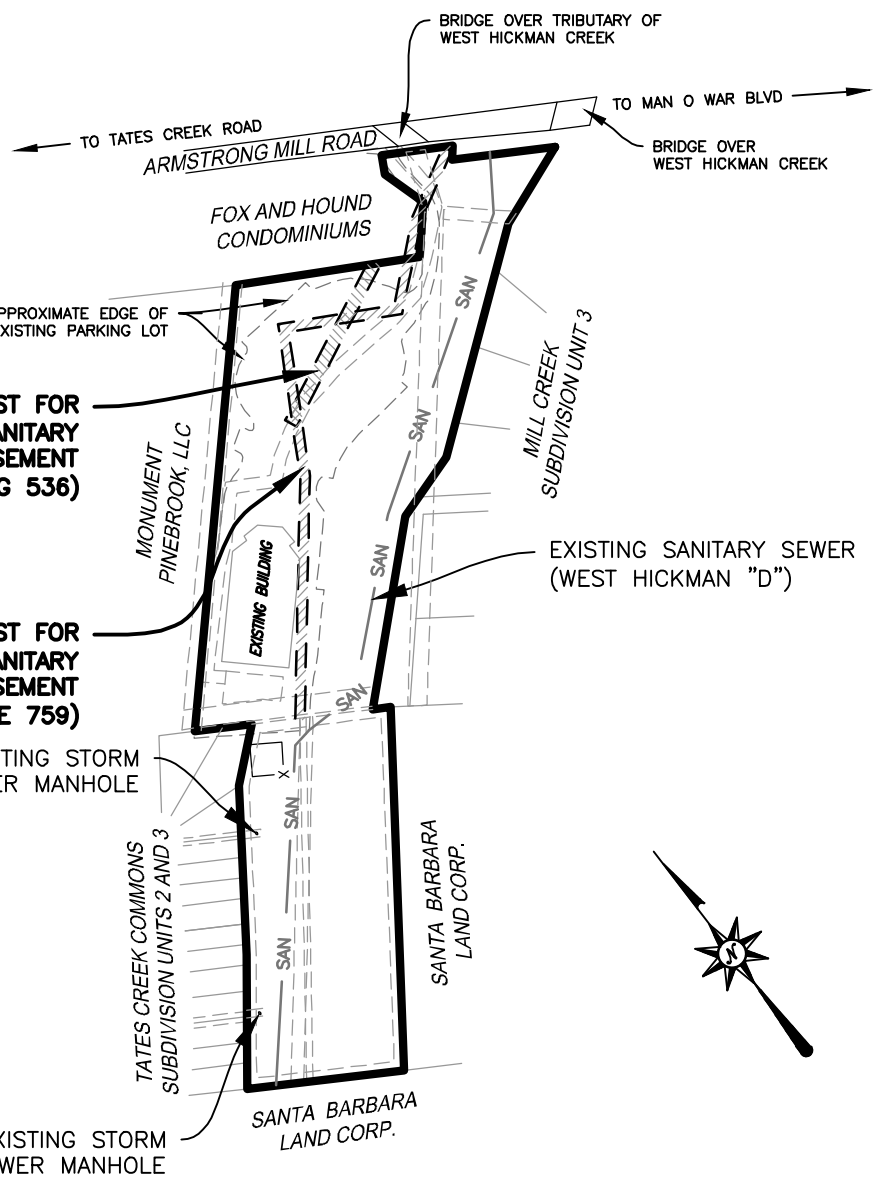 BRIDGE OVER TRIBUTARY OF
WEST HICKMAN CREEK
TO MAN O WAR BLVD
TO TATES CREEK ROAD
ARMSTRONG MILL ROAD
BRIDGE OVER
WEST HICKMAN CREEK
FOX AND HOUND
CONDOMINIUMS
SAN
PPROXIMATE EDGE OF
XISTING PARKING LOT
MILL CREEK
SUBDIVISION UNIT 3
ST FOR
ANITARY
SEMENT
G 536)
SAN
MONUMENT
PINEBROOK, LLC
EXISTING SANITARY SEWER
(WEST HICKMAN "D")
SAN
EXISTING BUILDING
ST FOR
ANITARY
SEMENT
E 759)
SAN
TING STORM
ER MANHOLE
X
SAN
TATES CREEK COMMONS
SUBDIVISION UNITS 2 AND 3
SANTA BARBARA
LAND CORP.
SAN
N
SANTA BARBARA
LAND CORP.
XISTING STORM
WER MANHOLE